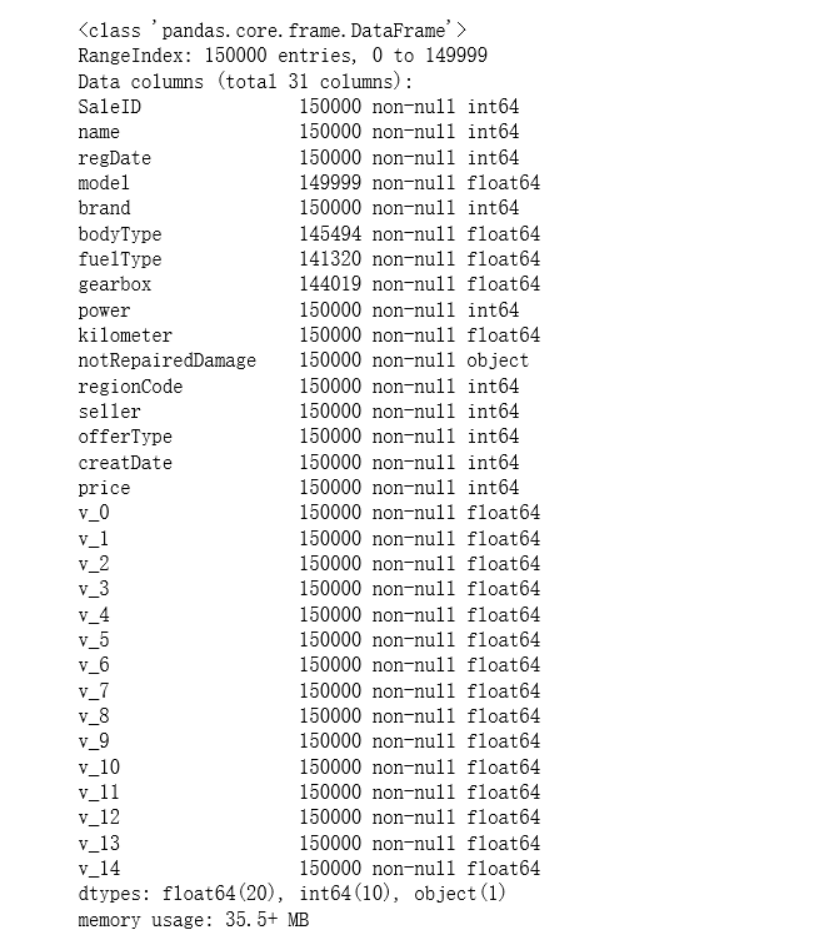 <class 'pandas.core.frame.DataFrame'>
RangeIndex: 150000 entries, 0 to 149999
Data columns (total 31 columns):
SaleID 150000 non-null int64
name 150000 non-null int64
regDate 150000 non-null int64
model 149999 non-null float64
brand 150000 non-null int64
bodyType 145494 non-null float64
fuelType 141320 non-null float64
gearbox 144019 non-null float64
power 150000 non-null int64
kilometer 150000 non-null float64
notRepairedDamage 150000 non-null object
regionCode 150000 non-null int64
seller 150000 non-null int64
offerType 150000 non-null int64
creatDate 150000 non-null int64
price 150000 non-null int64
v_0 150000 non-null float64
v_1 150000 non-null float64
v_2 150000 non-null float64
v_3 150000 non-null float64
v_4 150000 non-null float64
v_5 150000 non-null float64
v_6 150000 non-null float64
v_7 150000 non-null float64
v_8 150000 non-null float64
v_9 150000 non-null float64
v_10 150000 non-null float64
v_11 150000 non-null float64
v_12 150000 non-null float64
v_13 150000 non-null float64
v_14 150000 non-null float64
dtypes: float64(20), int64(10), object(1)
memory usage: 35.5+ MB